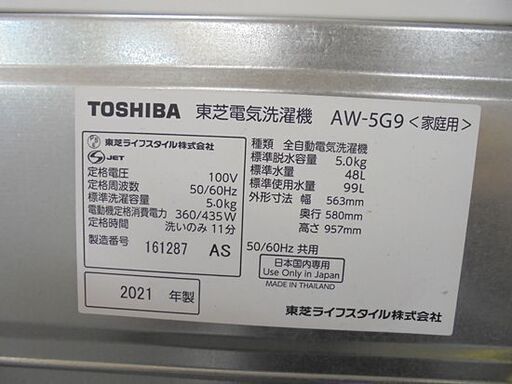 TOSHIBA 東芝電気洗濯機 AW-5G9 <家庭用>
東芝ライフスタイル株式会社
S JET
定格電圧 100V
定格周波数 50/60Hz
標準洗濯容量 5.0kg
電動機定格消費電力 360/435W
定格時間 洗いのみ 11分
製造番号 161287 AS
2021 年製
種類 全自動電気洗濯機
標準脱水容量 5.0kg
標準水量 48L
標準使用水量 99L
外形寸法 幅 563mm
奥行 580mm
高さ 957mm
50/60Hz 共用
日本国内専用
Use Only in Japan
MADE IN THAILAND
東芝ライフスタイル株式会社